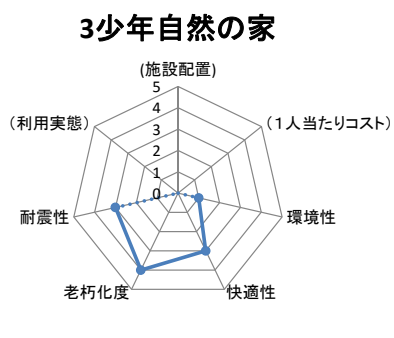 3少年自然の家
(施設配置)
5
4
3
2
1
0
（利用実態）
（１人当たりコスト）
耐震性
環境性
老朽化度
快適性